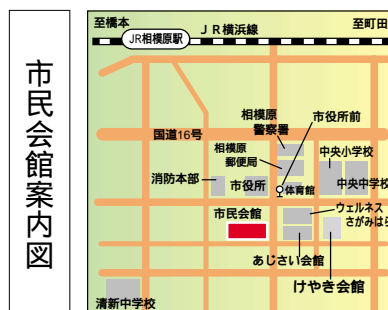 市民会館案内図
至橋本
JR横浜線
至町田
JR相模原駅
国道16号
相模原
警察署
市役所前
相模原
郵便局
中央小学校
消防本部
市役所
体育館
中央中学校
市民会館
ウェルネス
さがみはら
あじさい会館
けやき会館
清新中学校